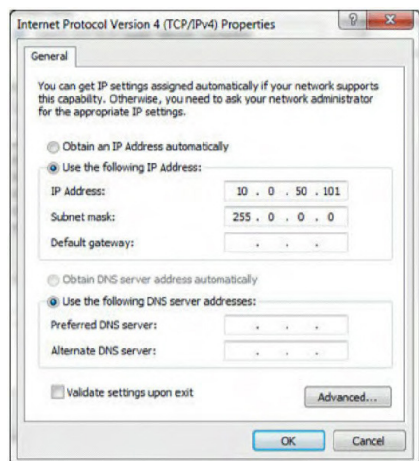 Internet Protocol Version 4 (TCP/IPv4) Properties
General
You can get IP settings assigned automatically if your network supports
this capability. Otherwise, you need to ask your network administrator
for the appropriate IP settings.
Obtain an IP Address automatically
Use the following IP Address:
IP Address: 10 . 0 . 50 . 101
Subnet mask: 255 . 0 . 0 . 0
Default gateway: . . .
Obtain DNS server address automatically
Use the following DNS server addresses:
Preferred DNS server: . . .
Alternate DNS server: . . .
Validate settings upon exit
Advanced...
OK Cancel